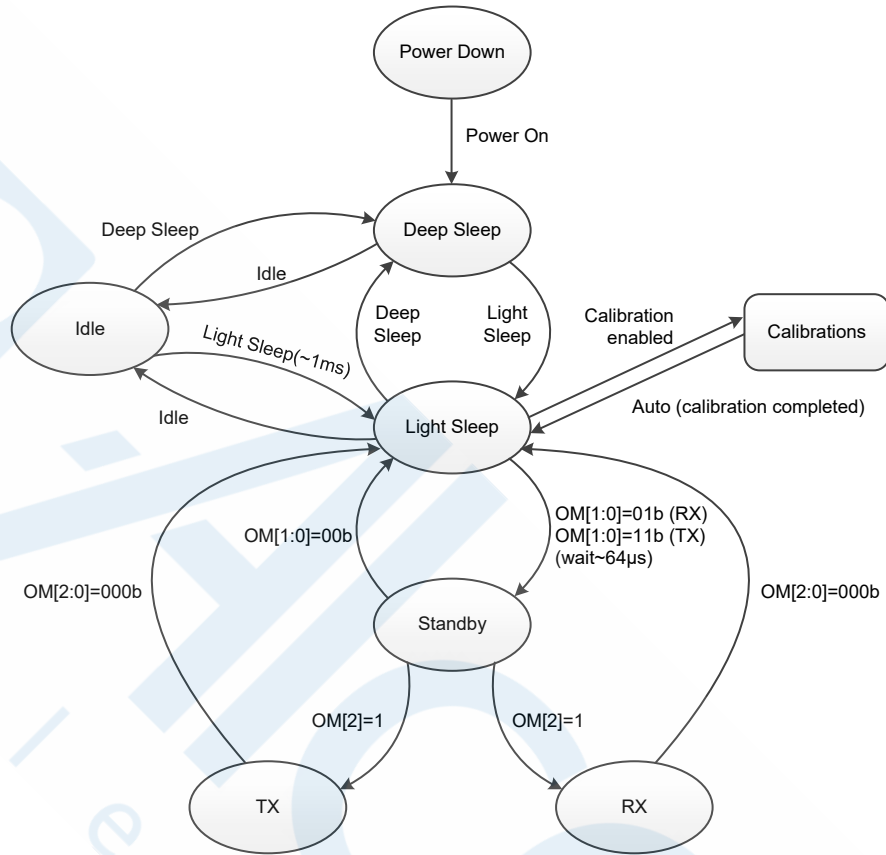 Power Down
Power On
Deep Sleep
Deep Sleep
Idle
Idle
Light Sleep(~1ms)
Deep
Sleep
Light
Sleep
Calibration
enabled
Calibrations
Idle
Light Sleep
Auto (calibration completed)
OM[1:0]=00b
OM[1:0]=01b (RX)
OM[1:0]=11b (TX)
(wait~64µs)
OM[2:0]=000b
OM[2:0]=000b
Standby
OM[2]=1
OM[2]=1
TX
RX